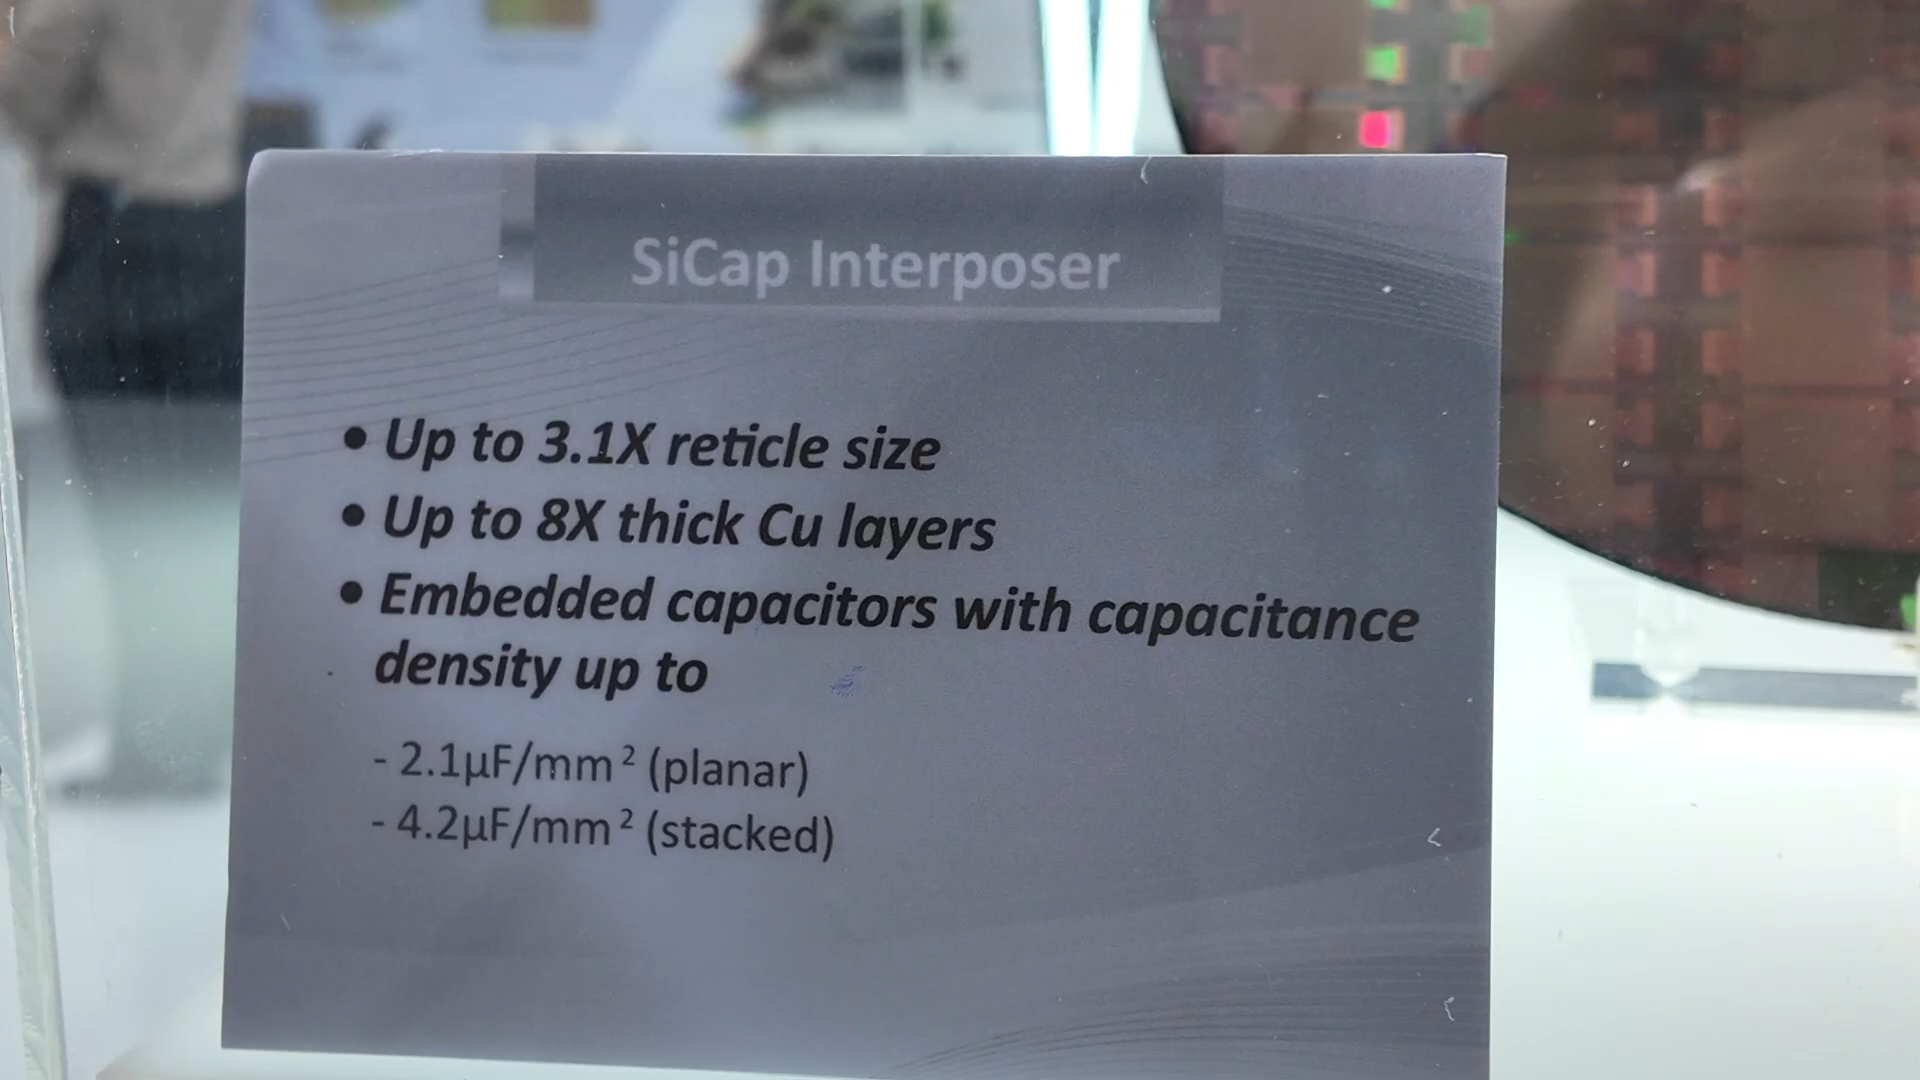 SiCap Interposer
• Up to 3.1X reticle size
• Up to 8X thick Cu layers
• Embedded capacitors with capacitance
density up to
- 2.1µF/mm² (planar)
- 4.2µF/mm² (stacked)